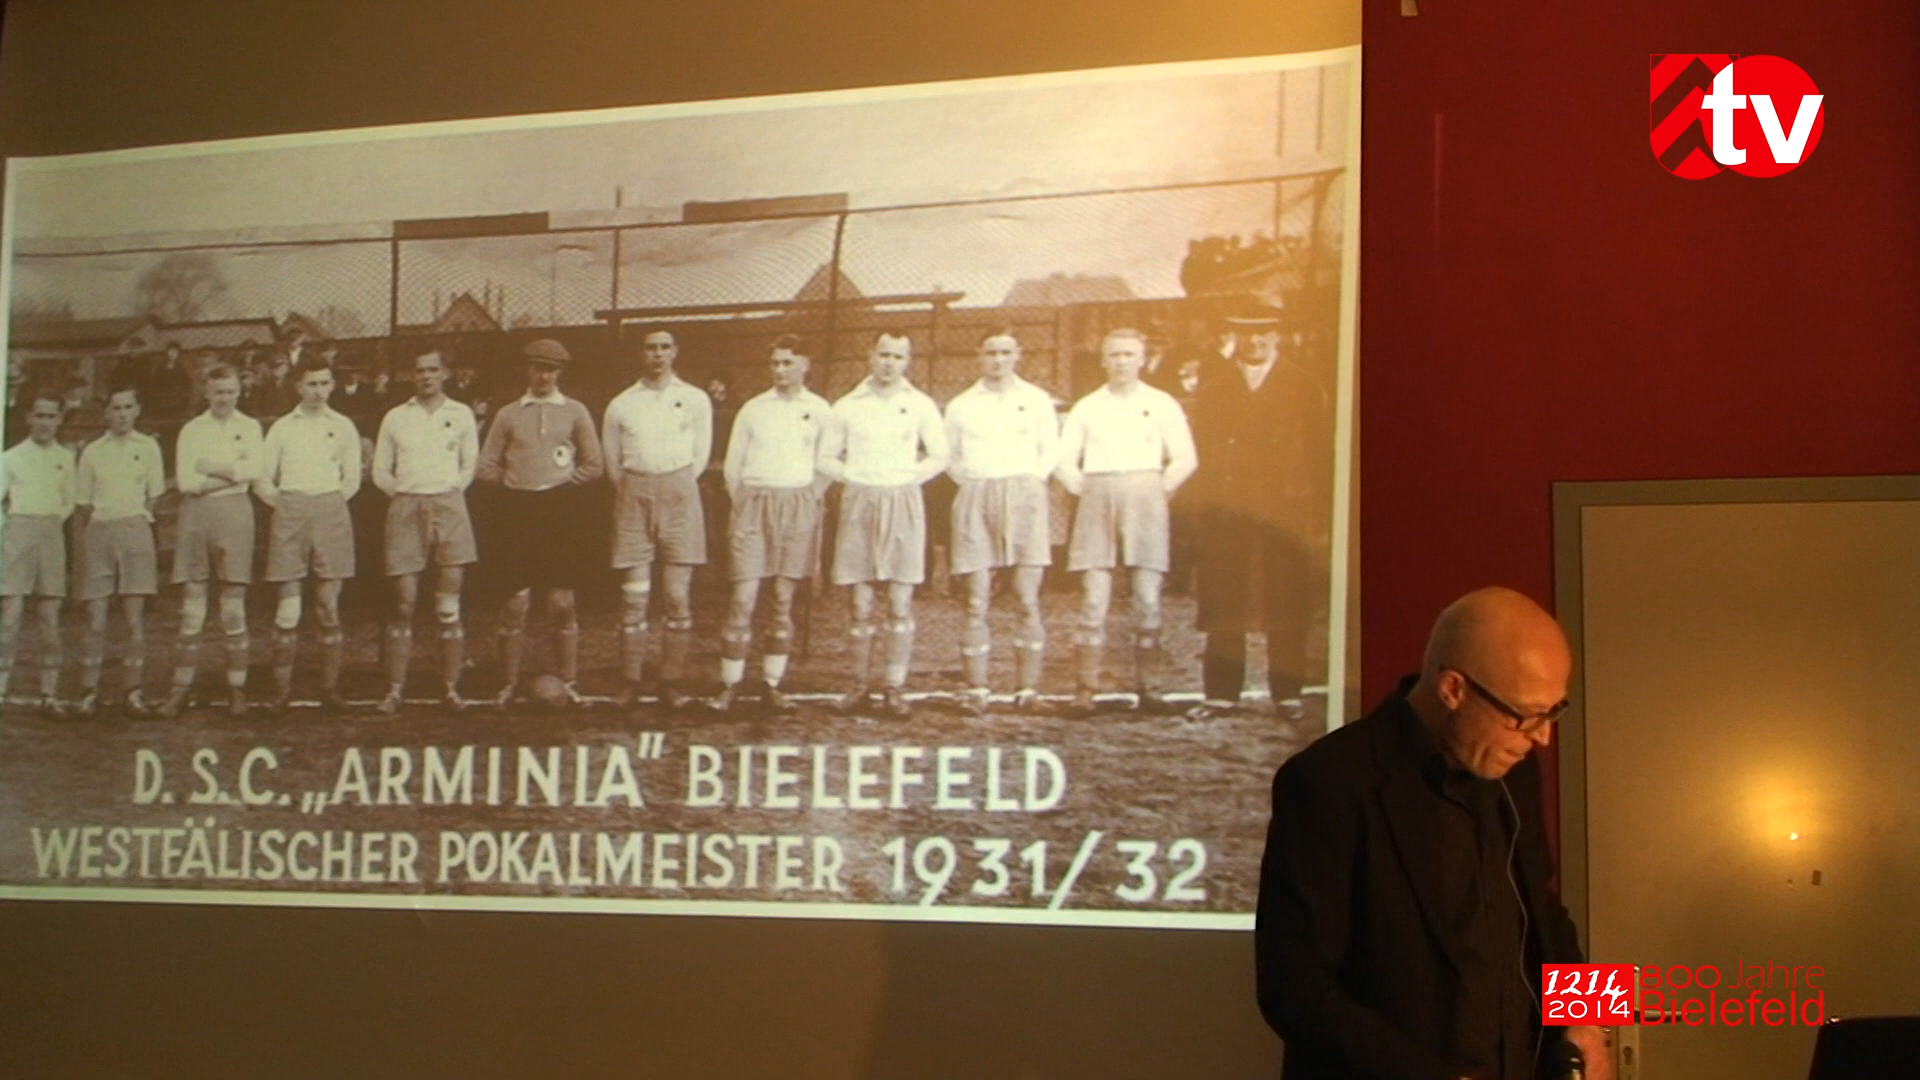 tv
D.S.C. „ARMINIA" BIELEFELD
WESTFÄLISCHER POKALMEISTER 1931/32
1214 800 Jahre
2014 Bielefeld